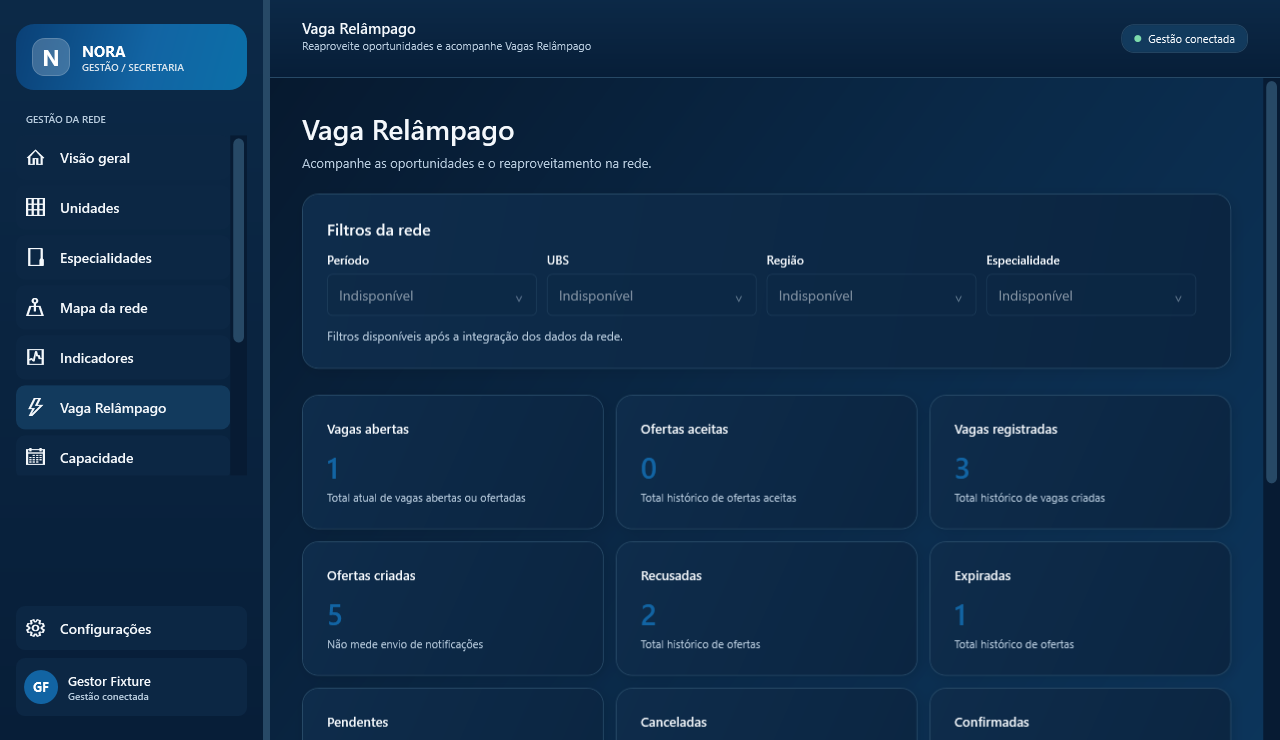 N
NORA
GESTÃO / SECRETARIA
GESTÃO DA REDE
Visão geral
Unidades
Especialidades
Mapa da rede
Indicadores
Vaga Relâmpago
Capacidade
Configurações
GF
Gestor Fixture
Gestão conectada
Vaga Relâmpago
Reaproveite oportunidades e acompanhe Vagas Relâmpago
Gestão conectada
Vaga Relâmpago
Acompanhe as oportunidades e o reaproveitamento na rede.
Filtros da rede
Período UBS Região Especialidade
Indisponível Indisponível Indisponível Indisponível
Filtros disponíveis após a integração dos dados da rede.
Vagas abertas
1
Total atual de vagas abertas ou ofertadas
Ofertas aceitas
0
Total histórico de ofertas aceitas
Vagas registradas
3
Total histórico de vagas criadas
Ofertas criadas
5
Não mede envio de notificações
Recusadas
2
Total histórico de ofertas
Expiradas
1
Total histórico de ofertas
Pendentes
Canceladas
Confirmadas